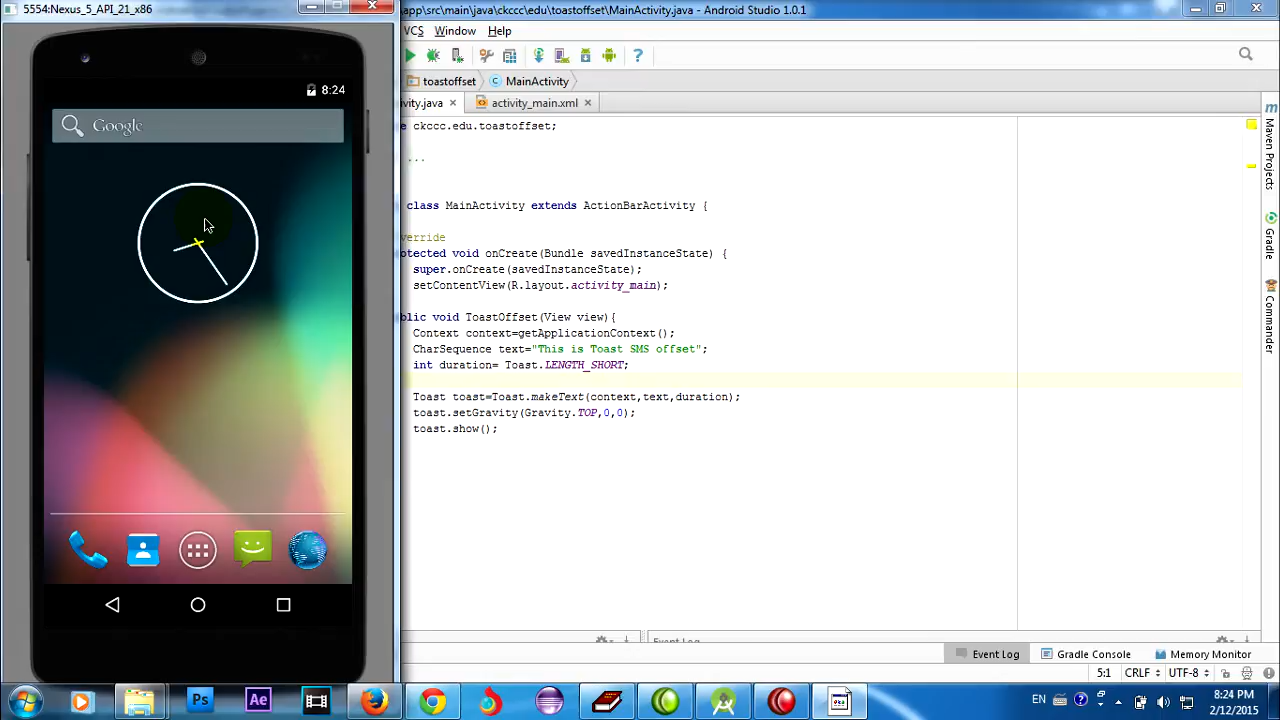 5554:Nexus_5_API_21_x86
app\src\main\java\ckccc\edu\toastoffset\MainActivity.java - Android Studio 1.0.1
VCS Window Help
toastoffset MainActivity
vity.java activity_main.xml
8:24
Google
e ckccc.edu.toastoffset;
...
class MainActivity extends ActionBarActivity {
verride
otected void onCreate(Bundle savedInstanceState) {
super.onCreate(savedInstanceState);
setContentView(R.layout.activity_main);
blic void ToastOffset(View view){
Context context=getApplicationContext();
CharSequence text="This is Toast SMS offset";
int duration= Toast.LENGTH_SHORT;
Toast toast=Toast.makeText(context,text,duration);
toast.setGravity(Gravity.TOP,0,0);
toast.show();
m
Maven Projects
Gradle
Commander
Event Log
Event Log Gradle Console Memory Monitor
5:1 CRLF UTF-8
Ps Ae
EN 8:24 PM
2/12/2015